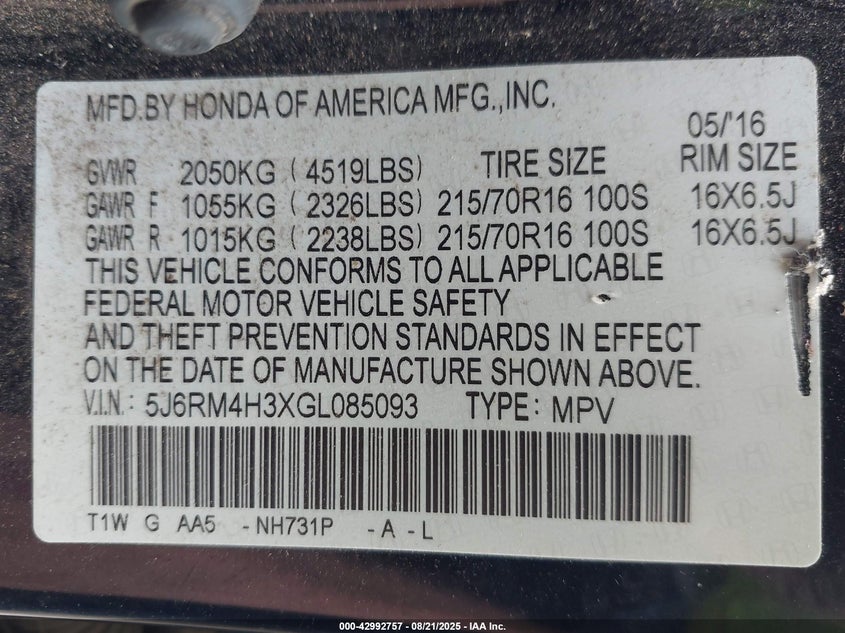 MFD.BY HONDA OF AMERICA MFG.,INC.
05/'16
GVWR 2050KG ( 4519LBS) TIRE SIZE RIM SIZE
GAWR F 1055KG ( 2326LBS) 215/70R16 100S 16X6.5J
GAWR R 1015KG ( 2238LBS) 215/70R16 100S 16X6.5J
THIS VEHICLE CONFORMS TO ALL APPLICABLE
FEDERAL MOTOR VEHICLE SAFETY
AND THEFT PREVENTION STANDARDS IN EFFECT
ON THE DATE OF MANUFACTURE SHOWN ABOVE.
V.I.N.: 5J6RM4H3XGL085093 TYPE: MPV
T1W G AA5 -NH731P -A -L
000-42992757 - 08/21/2025 - IAA Inc.